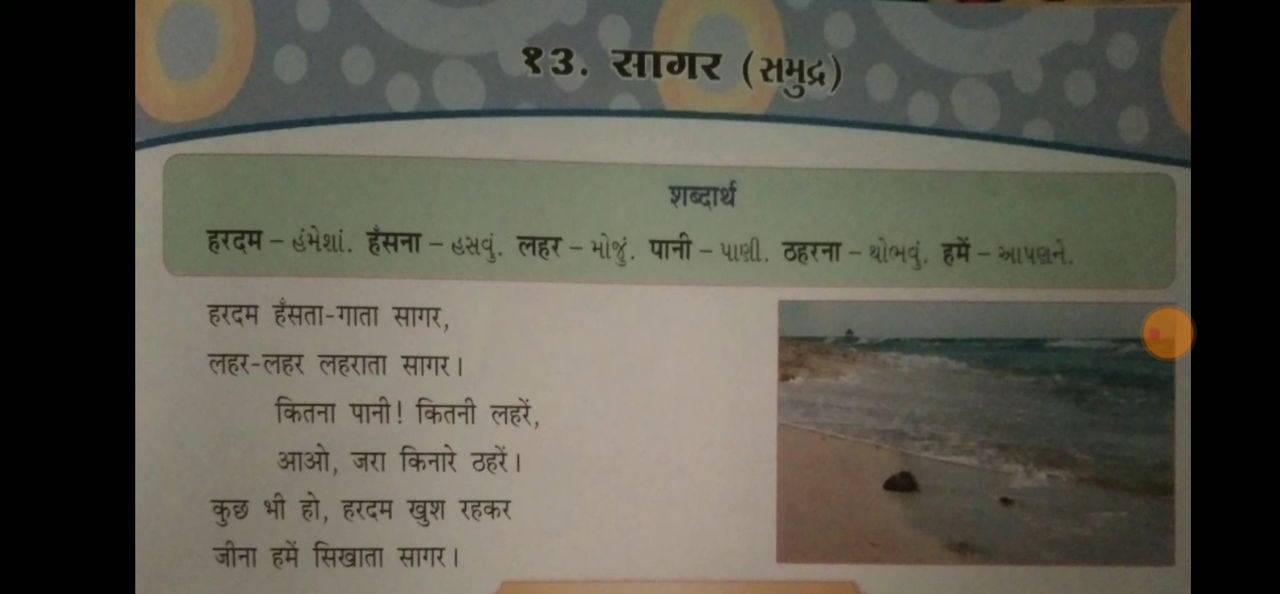 १3. सागर (સમુદ્ર)
शब्दार्थ
हरदम – હંમેશાં. हँसना – હસવું. लहर – મોજું. पानी – પાણી. ठहरना – થોભવું. हमें – આપણને.
हरदम हँसता-गाता सागर,
लहर-लहर लहराता सागर।
कितना पानी! कितनी लहरें,
आओ, जरा किनारे ठहरें।
कुछ भी हो, हरदम खुश रहकर
जीना हमें सिखाता सागर।